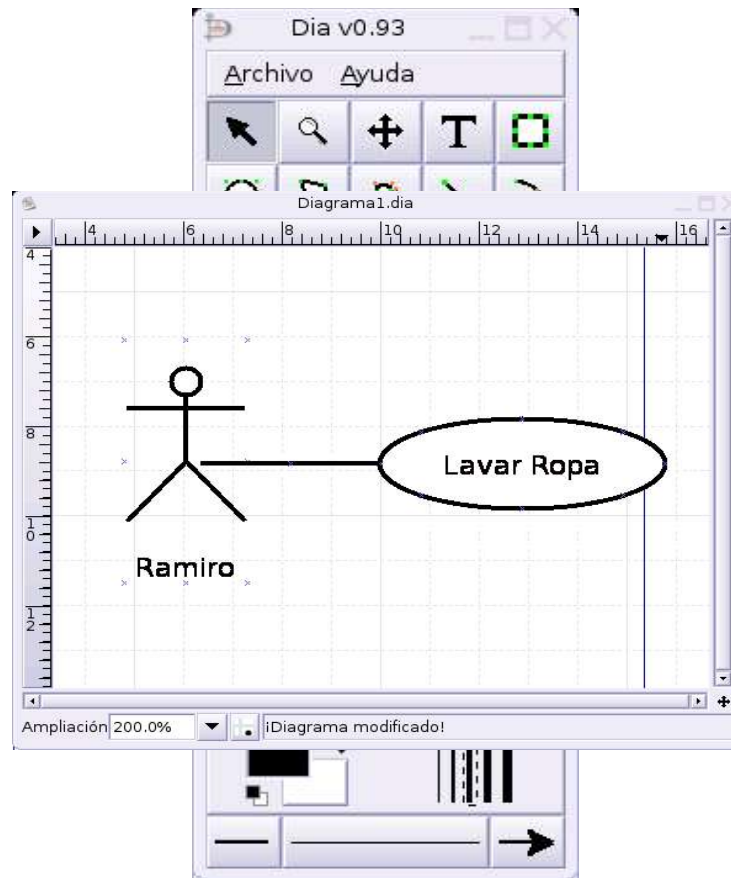 Dia v0.93
Archivo Ayuda
T
Diagrama1.dia
4 6 8 10 12 14 16
4
6
8
10
12
Lavar Ropa
Ramiro
Ampliación 200.0% ¡Diagrama modificado!